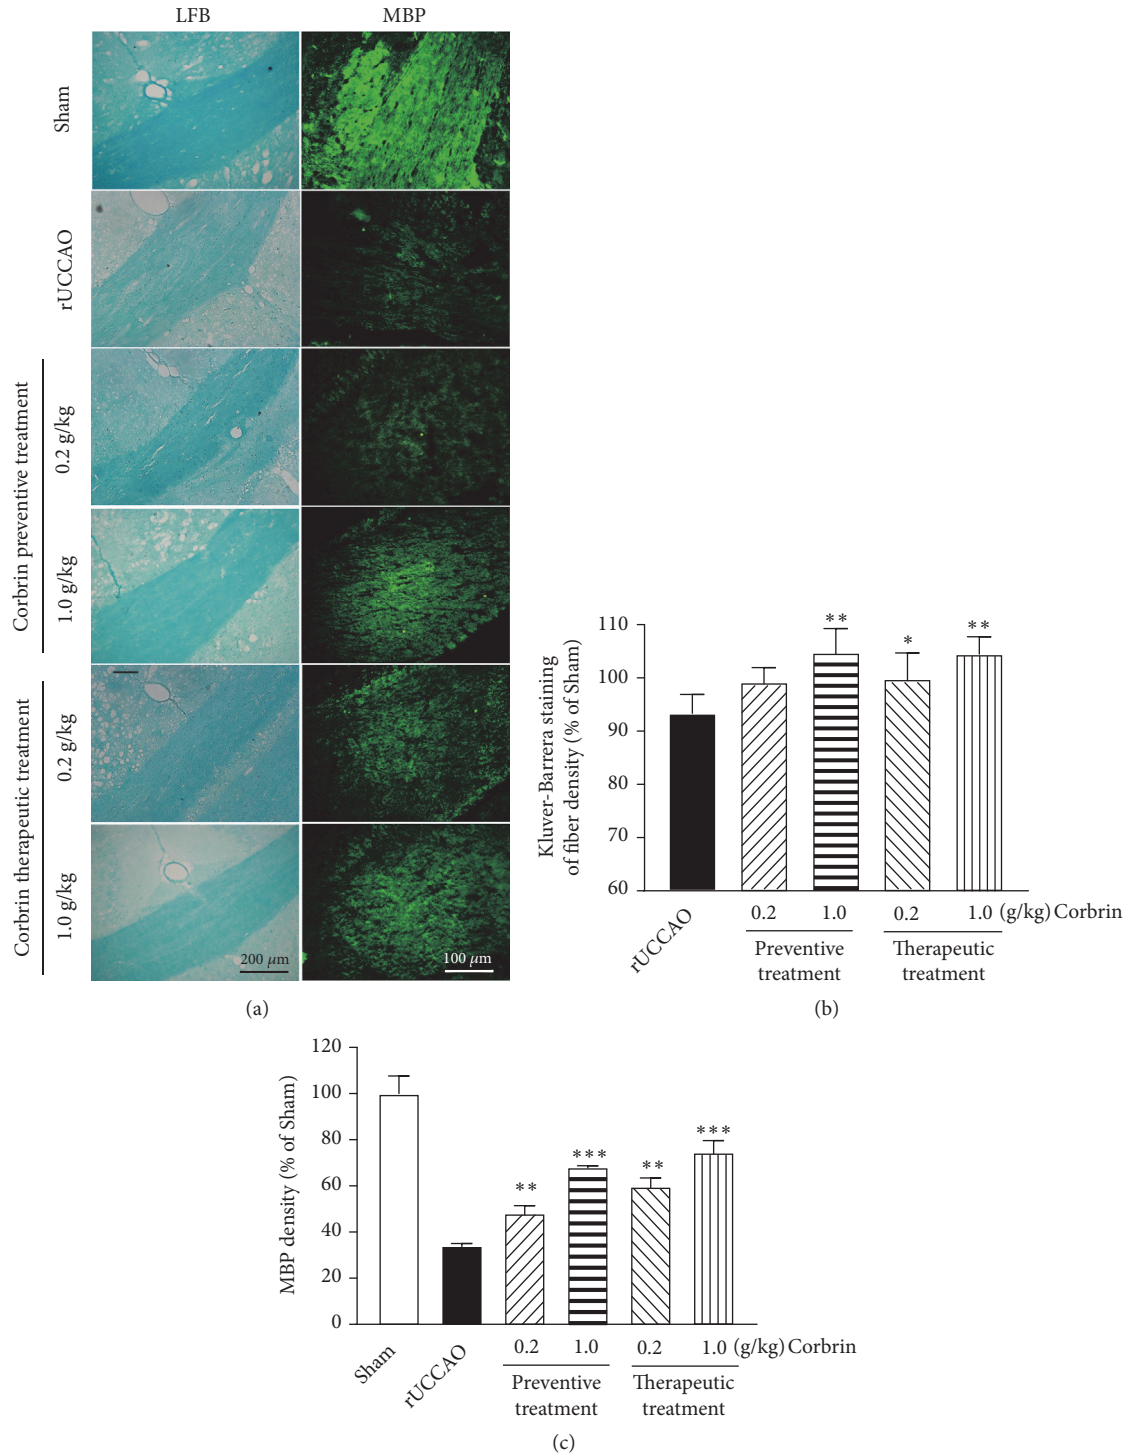 LFB MBP
Sham
rUCCAO
Corbrin preventive treatment
0.2 g/kg
1.0 g/kg
Corbrin therapeutic treatment
0.2 g/kg
1.0 g/kg
200 µm
100 µm
(a)
Kluver-Barrera staining
of fiber density (% of Sham)
110
100
90
80
70
60
** * **
rUCCAO
0.2 1.0 0.2 1.0 (g/kg) Corbrin
Preventive
treatment
Therapeutic
treatment
(b)
MBP density (% of Sham)
120
100
80
60
40
20
0
** *** ** ***
Sham
rUCCAO
0.2 1.0 0.2 1.0 (g/kg) Corbrin
Preventive
treatment
Therapeutic
treatment
(c)